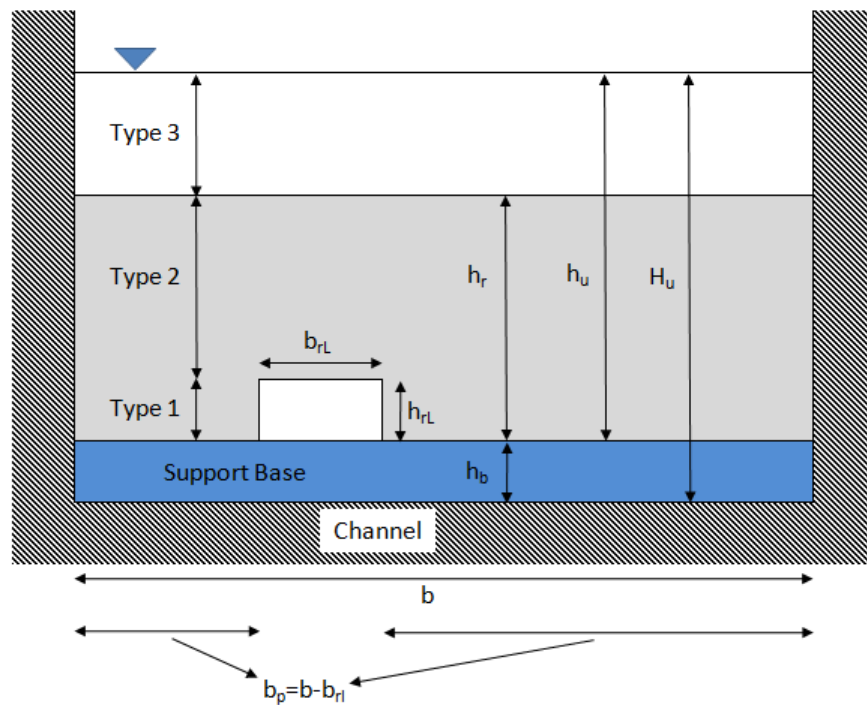 Type 3
Type 2
h_r
h_u
H_u
b_rL
Type 1
h_rL
Support Base
h_b
Channel
b
b_p=b-b_rl